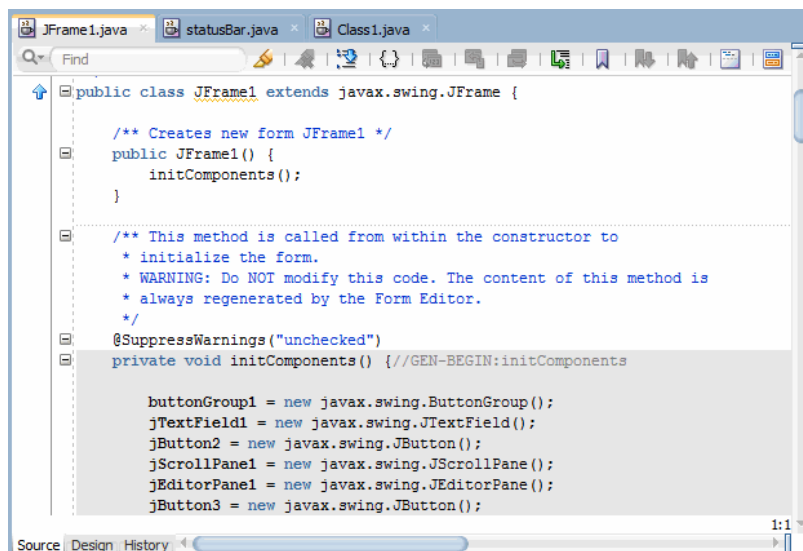 JFrame1.java × statusBar.java × Class1.java ×
Find
public class JFrame1 extends javax.swing.JFrame {
/** Creates new form JFrame1 */
public JFrame1() {
initComponents();
}
/** This method is called from within the constructor to
* initialize the form.
* WARNING: Do NOT modify this code. The content of this method is
* always regenerated by the Form Editor.
*/
@SuppressWarnings("unchecked")
private void initComponents() {//GEN-BEGIN:initComponents
buttonGroup1 = new javax.swing.ButtonGroup();
jTextField1 = new javax.swing.JTextField();
jButton2 = new javax.swing.JButton();
jScrollPane1 = new javax.swing.JScrollPane();
jEditorPane1 = new javax.swing.JEditorPane();
jButton3 = new javax.swing.JButton();
1:1
Source Design History